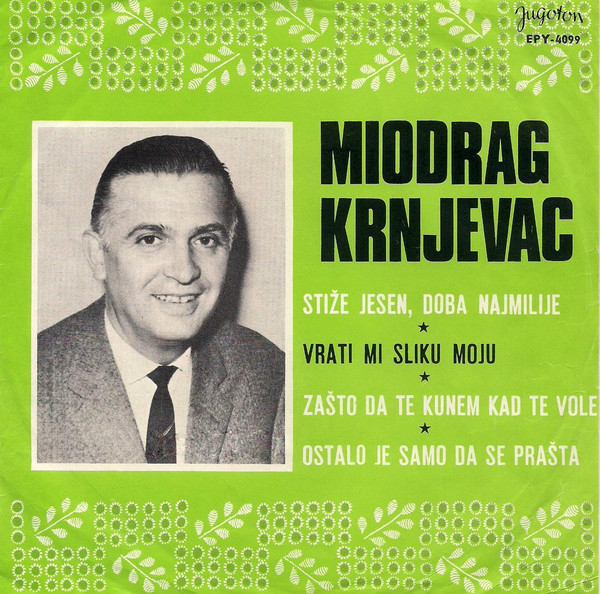 Jugoton
EPY-4099
MIODRAG
KRNJEVAC
STIŽE JESEN, DOBA NAJMILIJE
VRATI MI SLIKU MOJU
ZAŠTO DA TE KUNEM KAD TE VOLE
OSTALO JE SAMO DA SE PRAŠTA